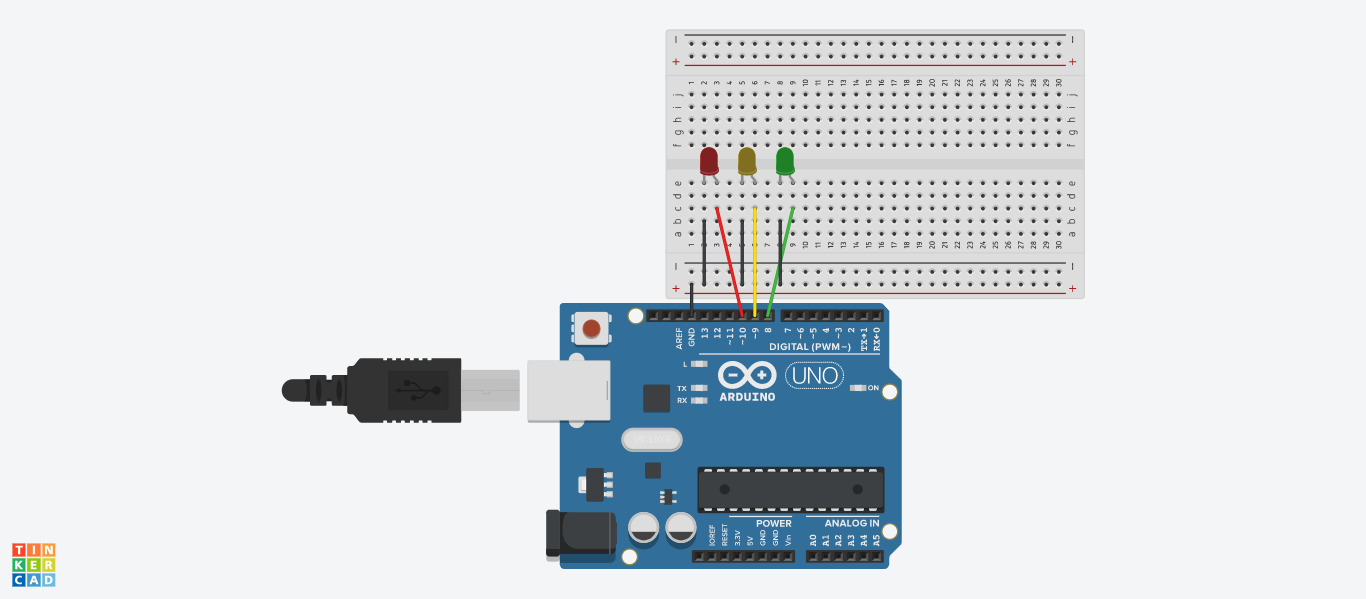 − −
+ +
1 2 3 4 5 6 7 8 9 10 11 12 13 14 15 16 17 18 19 20 21 22 23 24 25 26 27 28 29 30
j j
i i
h h
g g
f f
e e
d d
c c
b b
a a
1 3 5 7 9 10 11 12 13 14 15 16 17 18 19 20 21 22 23 24 25 26 27 28 29 30
− −
+ +
AREF GND 13 12 ~11 ~10 ~9 8 7 ~6 ~5 4 ~3 2 TX→1 RX←0
DIGITAL (PWM~)
L
TX
RX
UNO
ARDUINO
ON
IOREF RESET 3.3V 5V GND GND Vin
POWER
ANALOG IN
A0 A1 A2 A3 A4 A5
TIN
KER
CAD